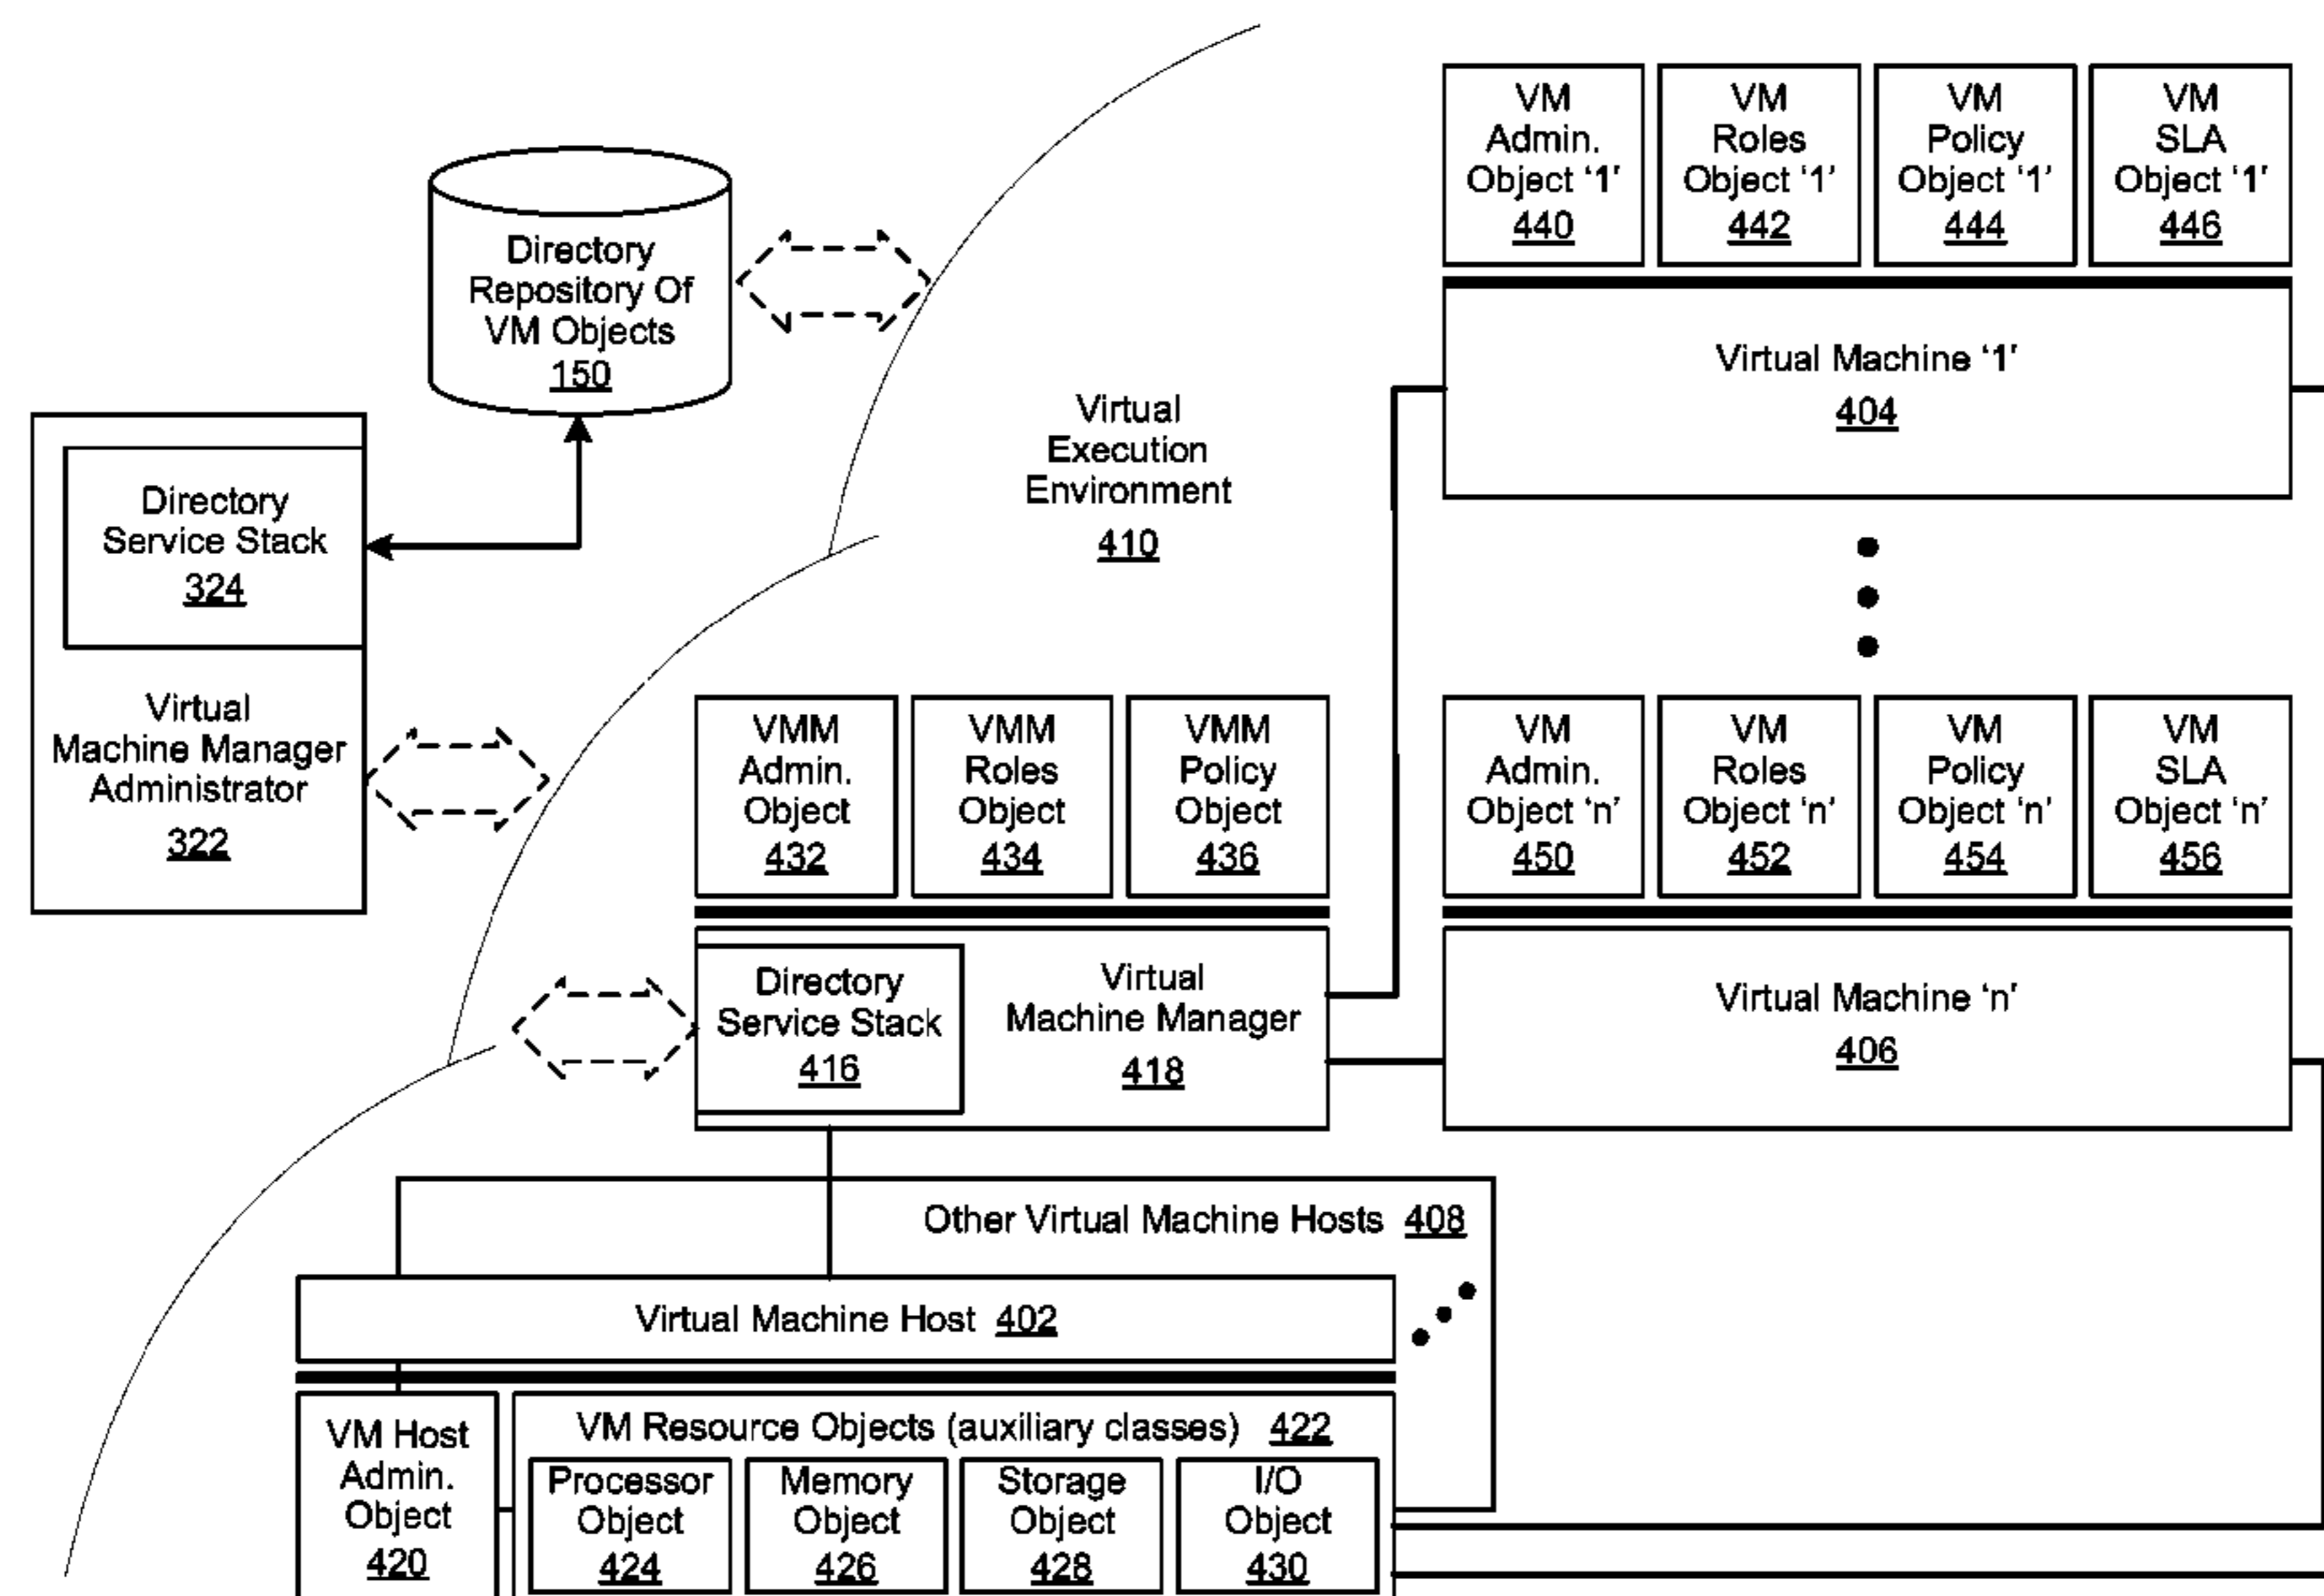 Directory
Repository Of
VM Objects
150
Directory
Service Stack
324
Virtual
Machine Manager
Administrator
322
Virtual
Execution
Environment
410
VM
Admin.
Object ‘1’
440
VM
Roles
Object ‘1’
442
VM
Policy
Object ‘1’
444
VM
SLA
Object ‘1’
446
Virtual Machine ‘1’
404
VMM
Admin.
Object
432
VMM
Roles
Object
434
VMM
Policy
Object
436
VM
Admin.
Object ‘n’
450
VM
Roles
Object ‘n’
452
VM
Policy
Object ‘n’
454
VM
SLA
Object ‘n’
456
Directory
Service Stack
416
Virtual
Machine Manager
418
Virtual Machine ‘n’
406
Other Virtual Machine Hosts 408
Virtual Machine Host 402
VM Host
Admin.
Object
420
VM Resource Objects (auxiliary classes) 422
Processor
Object
424
Memory
Object
426
Storage
Object
428
I/O
Object
430